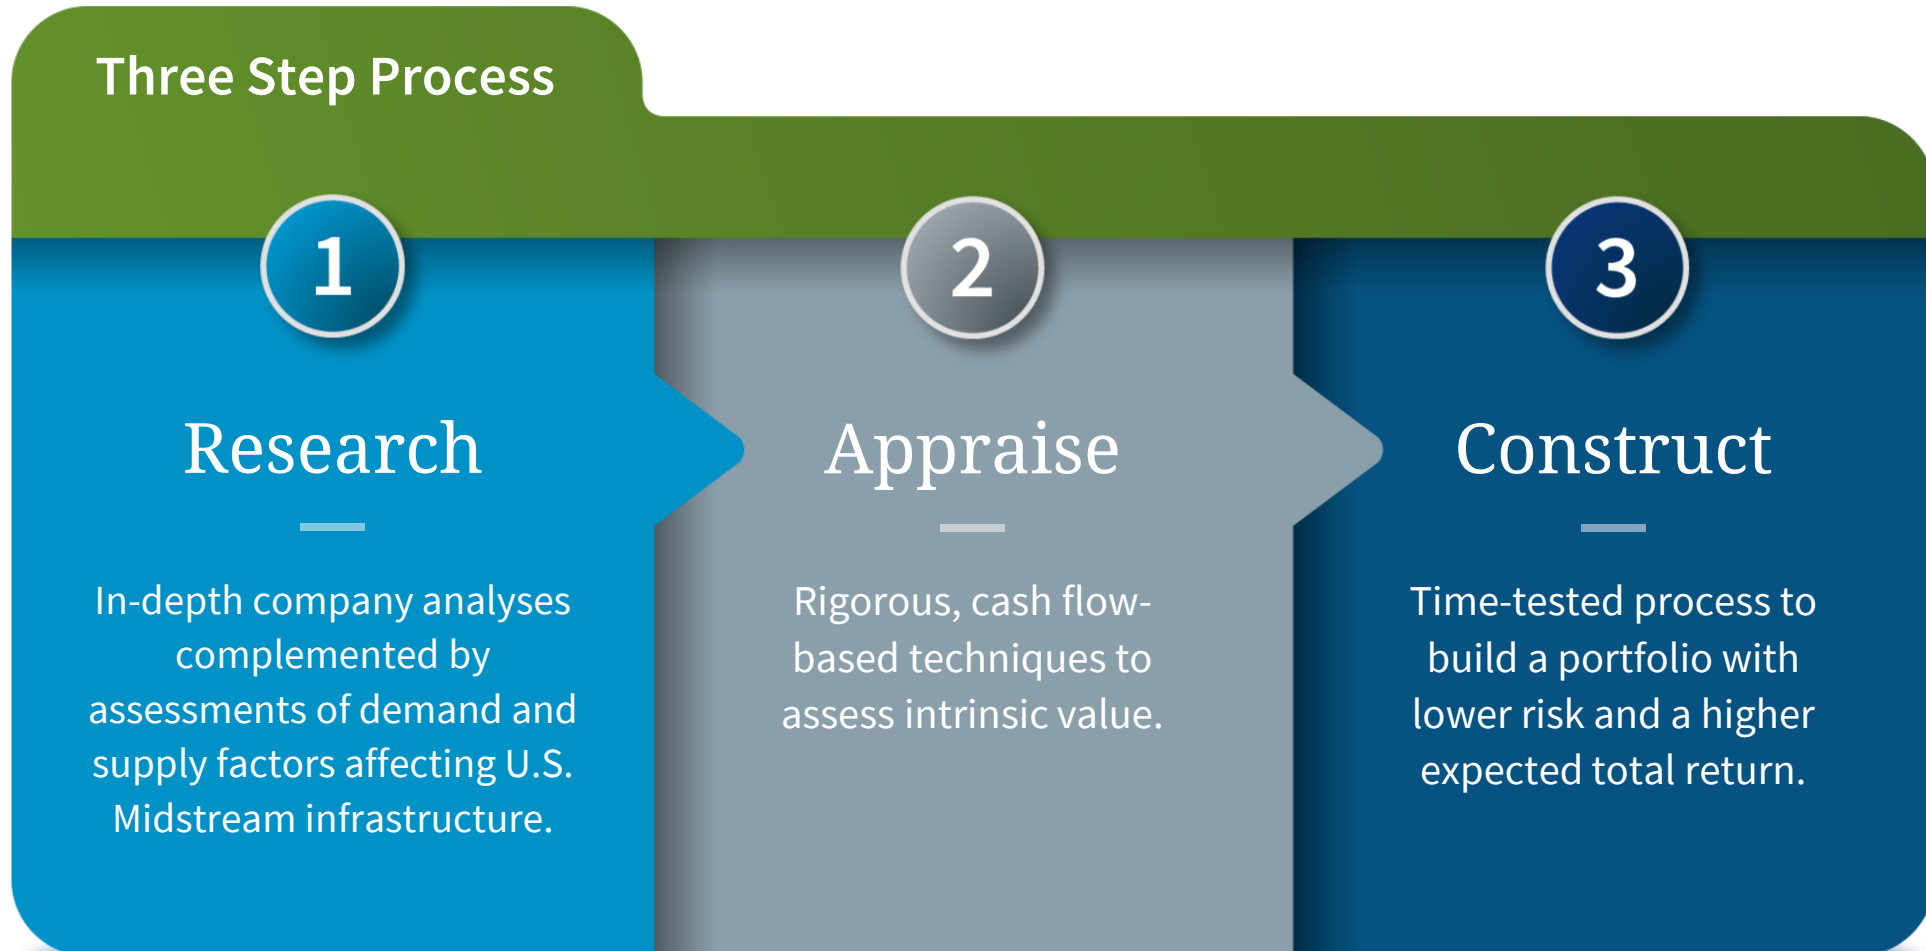 Three Step Process
1
Research
In-depth company analyses
complemented by
assessments of demand and
supply factors affecting U.S.
Midstream infrastructure.
2
Appraise
Rigorous, cash flow-
based techniques to
assess intrinsic value.
3
Construct
Time-tested process to
build a portfolio with
lower risk and a higher
expected total return.